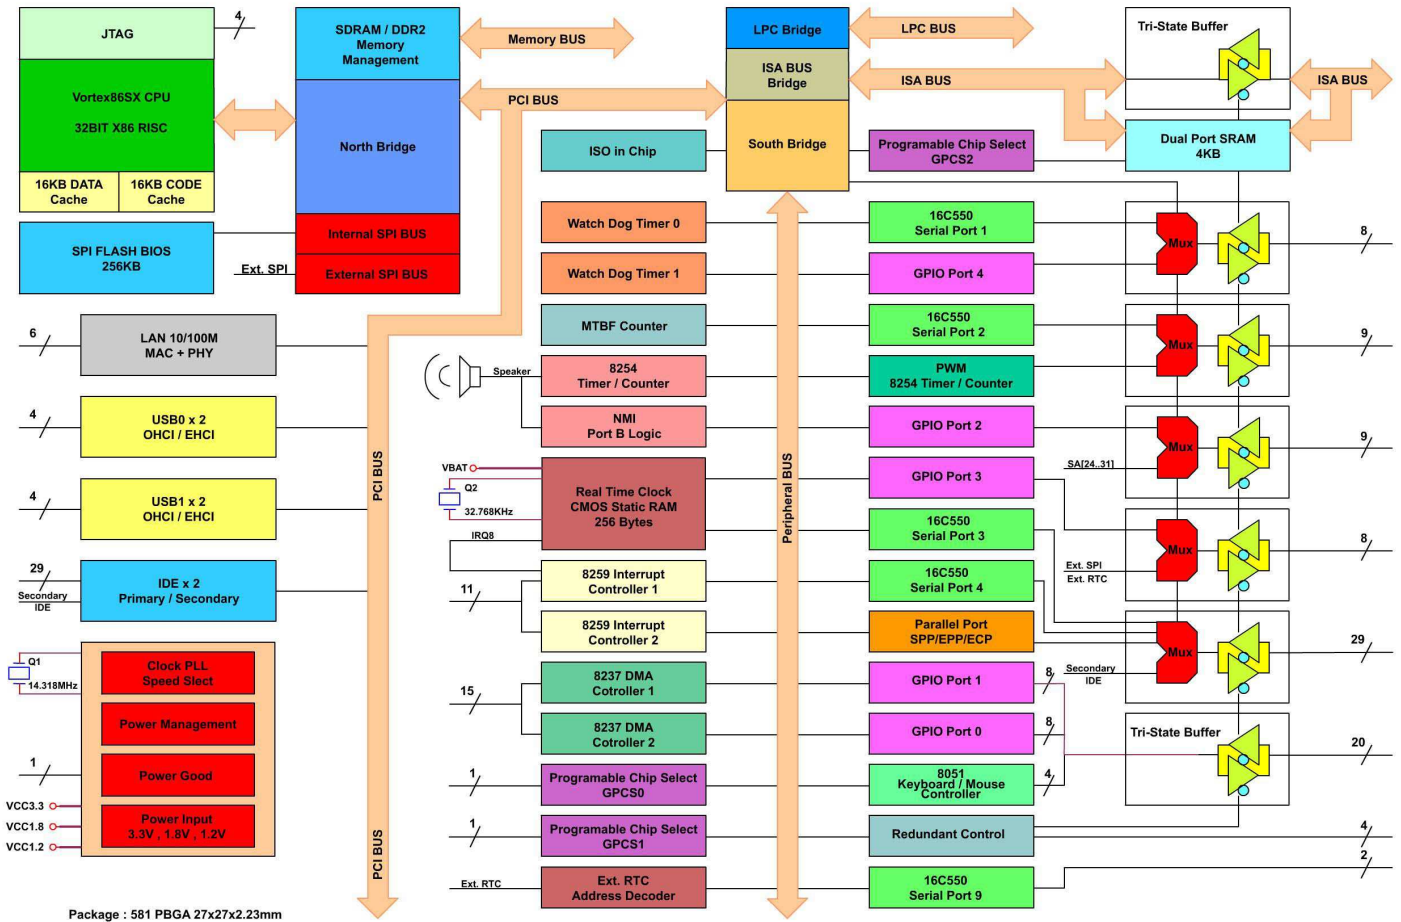 JTAG
4
Vortex86SX CPU
32BIT X86 RISC
16KB DATA
Cache
16KB CODE
Cache
SPI FLASH BIOS
256KB
Ext. SPI
SDRAM / DDR2
Memory
Management
North Bridge
Internal SPI BUS
External SPI BUS
Memory BUS
PCI BUS
LPC Bridge
ISA BUS
Bridge
South Bridge
LPC BUS
ISA BUS
Tri-State Buffer
ISA BUS
Dual Port SRAM
4KB
ISO in Chip
Programable Chip Select
GPCS2
6
LAN 10/100M
MAC + PHY
4
USB0 x 2
OHCI / EHCI
4
USB1 x 2
OHCI / EHCI
29
Secondary
IDE
IDE x 2
Primary / Secondary
Q1
14.318MHz
Clock PLL
Speed Slect
Power Management
1
Power Good
VCC3.3
VCC1.8
VCC1.2
Power Input
3.3V , 1.8V , 1.2V
Package : 581 PBGA 27x27x2.23mm
PCI BUS
PCI BUS
Watch Dog Timer 0
Watch Dog Timer 1
MTBF Counter
Speaker
8254
Timer / Counter
NMI
Port B Logic
VBAT
Q2
32.768KHz
IRQ8
Real Time Clock
CMOS Static RAM
256 Bytes
11
8259 Interrupt
Controller 1
8259 Interrupt
Controller 2
15
8237 DMA
Cotroller 1
8237 DMA
Cotroller 2
1
Programable Chip Select
GPCS0
1
Programable Chip Select
GPCS1
Ext. RTC
Ext. RTC
Address Decoder
Peripheral BUS
16C550
Serial Port 1
GPIO Port 4
16C550
Serial Port 2
PWM
8254 Timer / Counter
GPIO Port 2
GPIO Port 3
16C550
Serial Port 3
16C550
Serial Port 4
Parallel Port
SPP/EPP/ECP
GPIO Port 1
8
GPIO Port 0
8
8051
Keyboard / Mouse
Controller
4
Redundant Control
16C550
Serial Port 9
Mux
8
Mux
9
SA[24..31]
Mux
9
Ext. SPI
Ext. RTC
Mux
8
Secondary
IDE
Mux
29
Tri-State Buffer
20
4
2